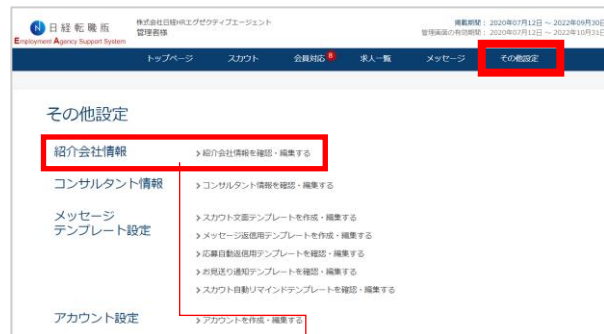 日経転職版
Employment Agency Support System
株式会社日経HRエグゼクティブエージェント
管理者様
掲載期間： 2020年07月12日 ～ 2022年09月30日
管理画面の有効期間： 2020年07月12日 ～ 2022年10月31日
トップページ スカウト 会員対応 8 求人一覧 メッセージ その他設定
その他設定
紹介会社情報 >紹介会社情報を確認・編集する
コンサルタント情報 >コンサルタント情報を確認・編集する
メッセージ
テンプレート設定
>スカウト文面テンプレートを作成・編集する
>メッセージ返信用テンプレートを作成・編集する
>応募自動返信用テンプレートを確認・編集する
>お見送り通知テンプレートを確認・編集する
>スカウト自動リマインドテンプレートを確認・編集する
アカウント設定 >アカウントを作成・編集する